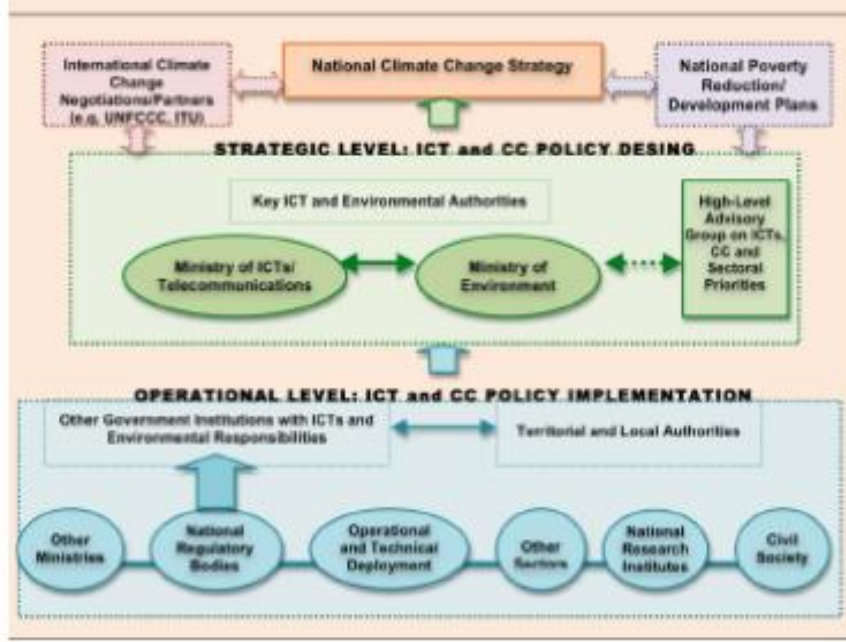 International Climate
Change
Negotiations/Partners
(e.g. UNFCCC, ITU)
National Climate Change Strategy
National Poverty
Reduction/
Development Plans
STRATEGIC LEVEL: ICT and CC POLICY DESING
Key ICT and Environmental Authorities
High-Level
Advisory
Group on ICTs,
CC and
Sectoral
Priorities
Ministry of ICTs/
Telecommunications
Ministry of
Environment
OPERATIONAL LEVEL: ICT and CC POLICY IMPLEMENTATION
Other Government Institutions with ICTs and
Environmental Responsibilities
Territorial and Local Authorities
Other
Ministries
National
Regulatory
Bodies
Operational
and Technical
Deployment
Other
Sectors
National
Research
Institutes
Civil
Society